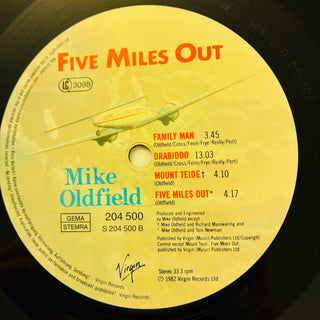 FIVE MILES OUT
LC 3098
FAMILY MAN 3.45
(Oldfield/Cross/Fenn/Frye/Reilly/Pert)
ORABIDOO 13.03
(Oldfield/Cross/Fenn/Frye/Reilly/Pert)
MOUNT TEIDE† 4.10
(Oldfield)
FIVE MILES OUT* 4.17
(Oldfield)
Mike
Oldfield
GEMA
STEMRA
204 500
S 204 500 B
Produced and Engineered
by Mike Oldfield except
† Mike Oldfield and Richard Mainwaring and
* Mike Oldfield and Tom Newman.
Published by Virgin (Music) Publishers Ltd/Copyright
Control except Mount Teide Five Miles Out,
published by Virgin (Music) Publishers Ltd.
Stereo 33.3 rpm
℗ 1982 Virgin Records Ltd
Virgin
Virgin Records